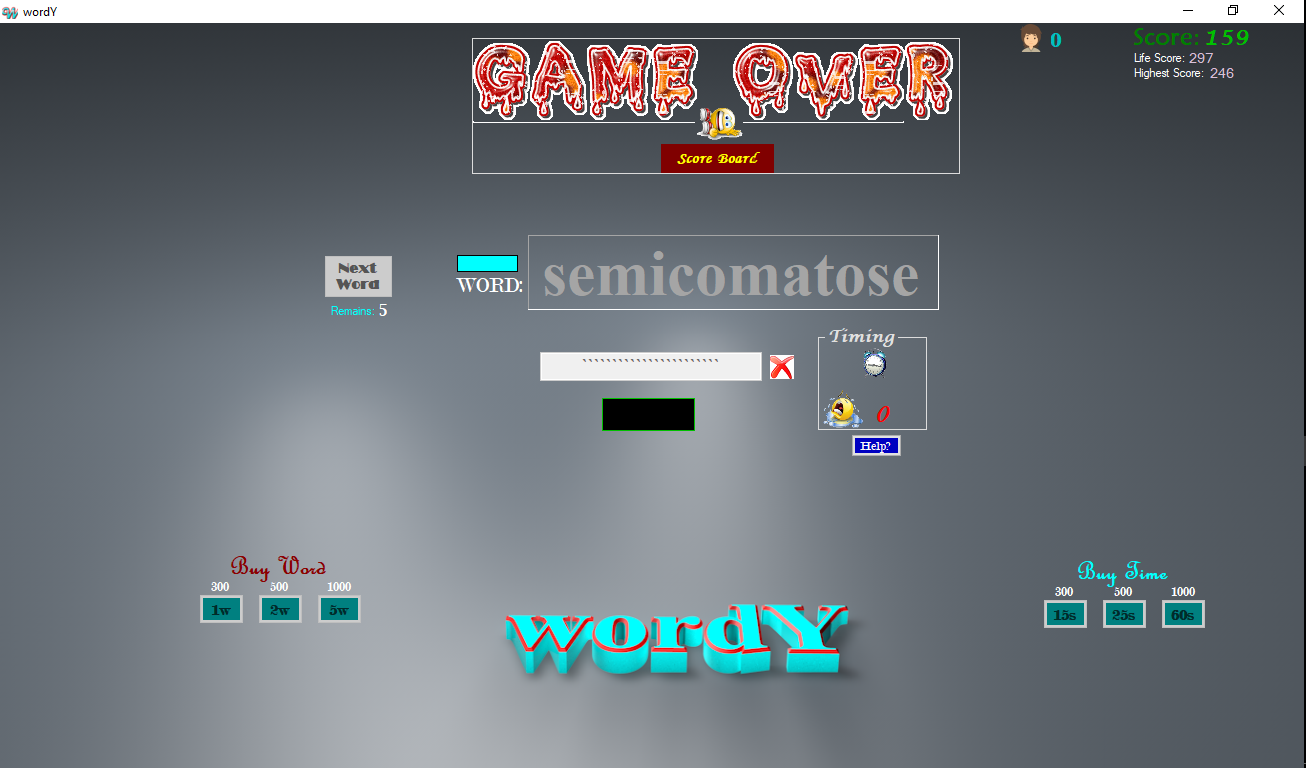 wordY
GAME OVER
Score Board
0
Score: 159
Life Score: 297
Highest Score: 246
Next
Word
Remains: 5
WORD:
semicomatose
Timing
0
Help?
Buy Word
300 500 1000
1w 2w 5w
wordY
Buy Time
300 500 1000
15s 25s 60s